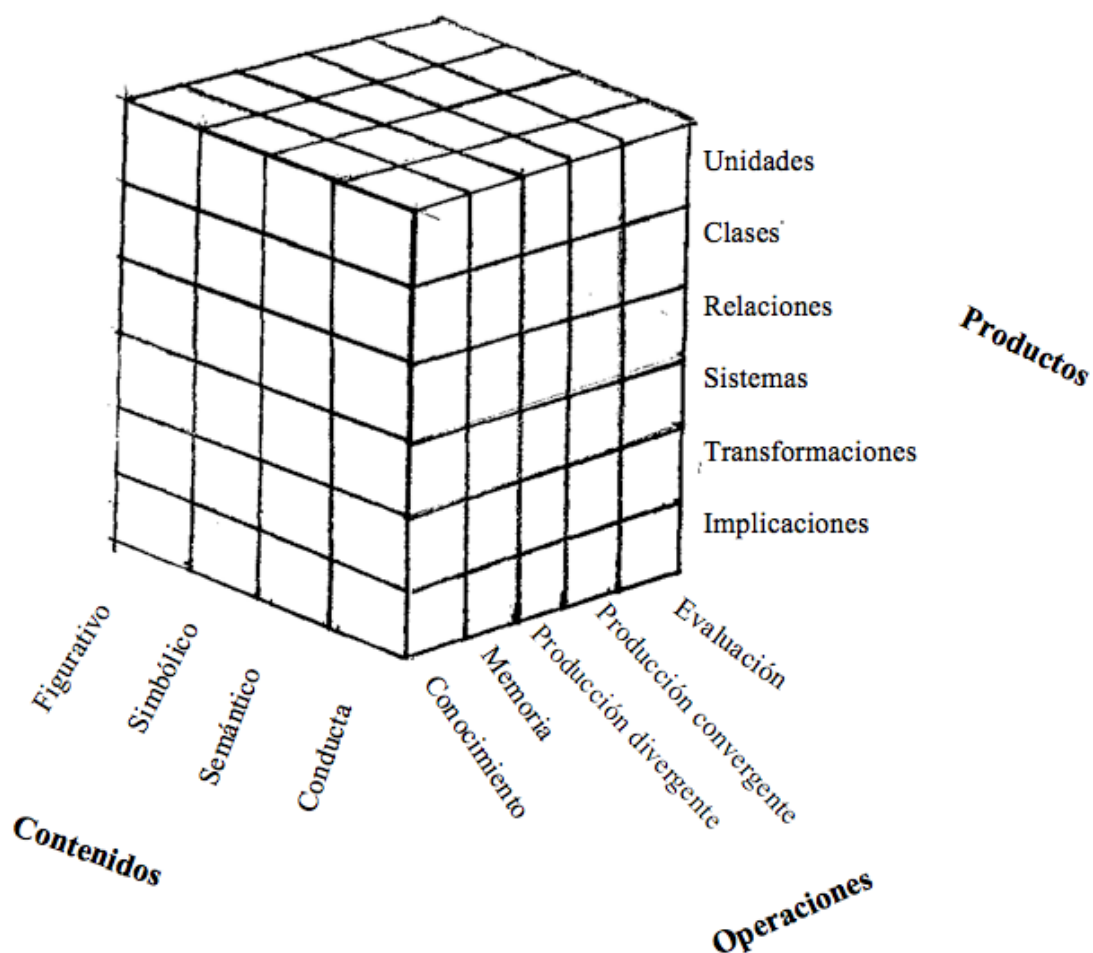 Unidades
Clases
Relaciones
Productos
Sistemas
Transformaciones
Implicaciones
Figurativo
Simbólico
Semántico
Conducta
Conocimiento
Memoria
Producción divergente
Producción convergente
Evaluación
Contenidos
Operaciones